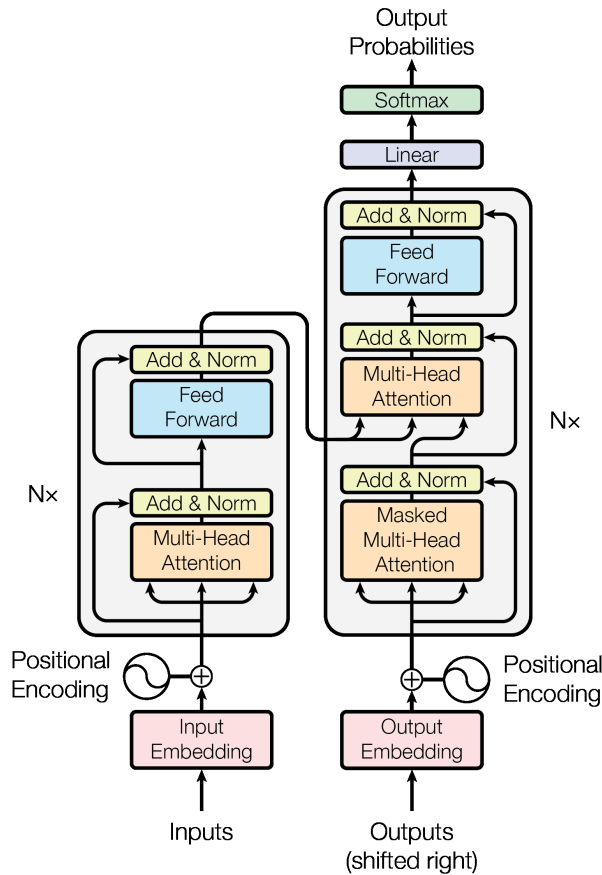 Output
Probabilities
Softmax
Linear
Add & Norm
Feed
Forward
Add & Norm
Multi-Head
Attention
Add & Norm
Masked
Multi-Head
Attention
N×
Add & Norm
Feed
Forward
Add & Norm
Multi-Head
Attention
N×
Positional
Encoding
Positional
Encoding
Input
Embedding
Output
Embedding
Inputs
Outputs
(shifted right)